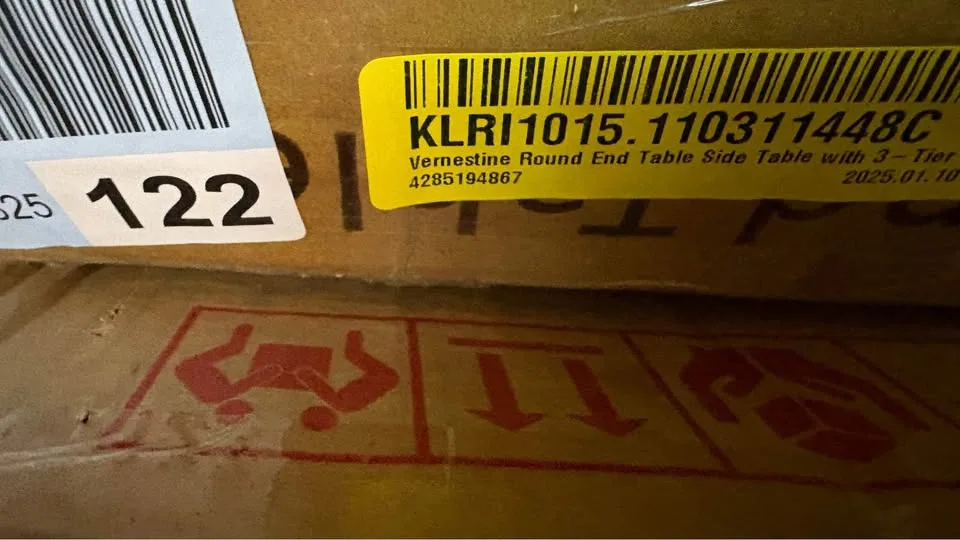 KLRI1015.110311448C
Vernestine Round End Table Side Table with 3-Tier
4285194867
2025.01.10
325
122